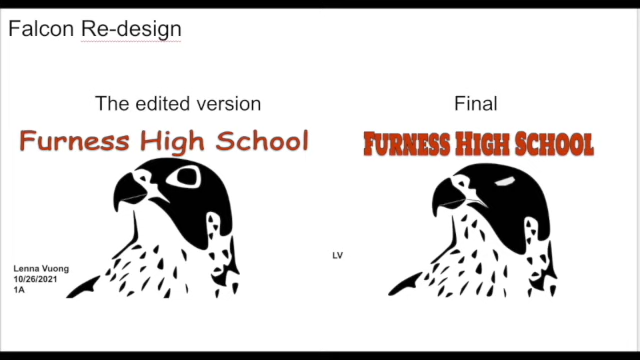 Falcon Re-design
The edited version
Furness High School
Final
FURNESS HIGH SCHOOL
Lenna Vuong
10/26/2021
1A
LV